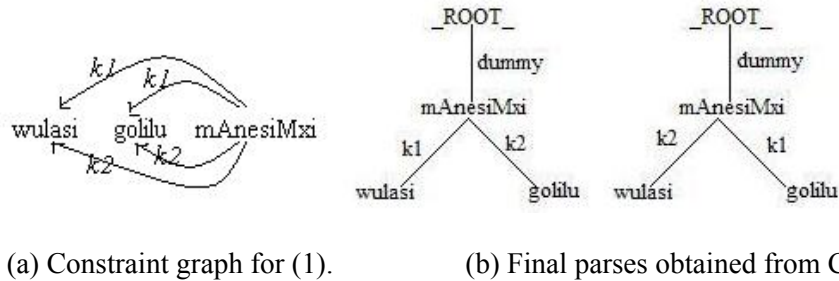 _ROOT_ _ROOT_
k1 k1 dummy dummy
wulasi golilu mAnesiMxi mAnesiMxi mAnesiMxi
k2 k2 k1 k2 k2 k1
wulasi golilu wulasi golilu
(a) Constraint graph for (1). (b) Final parses obtained from